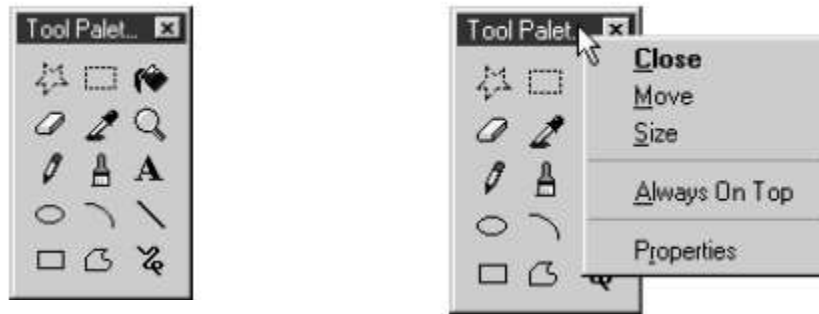 Tool Palet...
A
Tool Palet...
Close
Move
Size
Always On Top
Properties